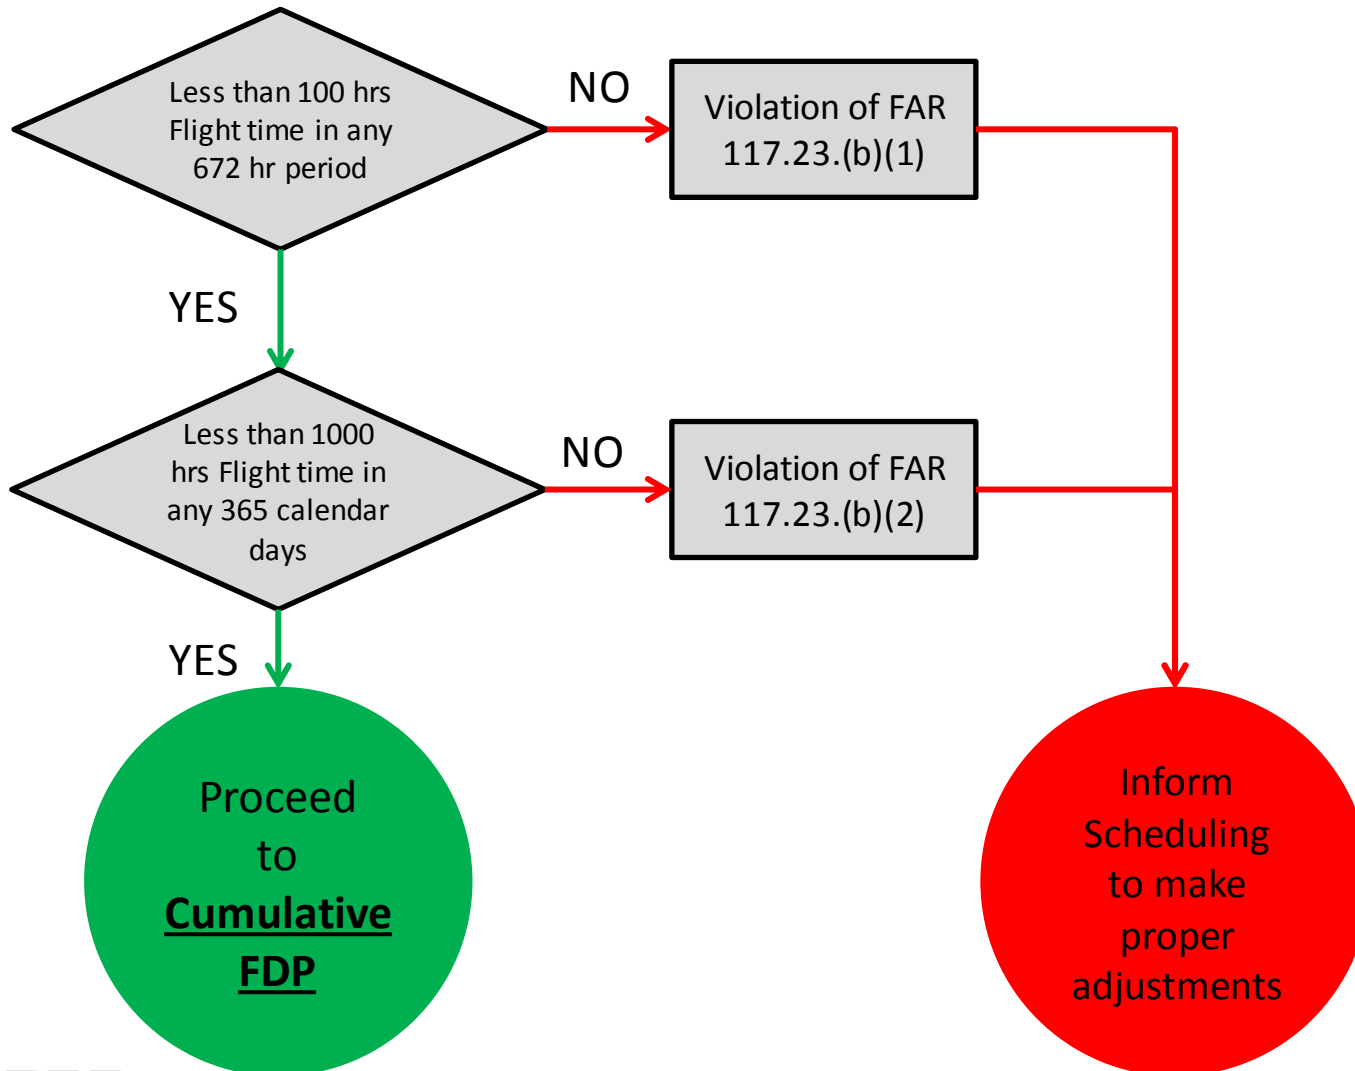 Less than 100 hrs
Flight time in any
672 hr period
NO
Violation of FAR
117.23.(b)(1)
YES
Less than 1000
hrs Flight time in
any 365 calendar
days
NO
Violation of FAR
117.23.(b)(2)
YES
Proceed
to
Cumulative
FDP
Inform
Scheduling
to make
proper
adjustments